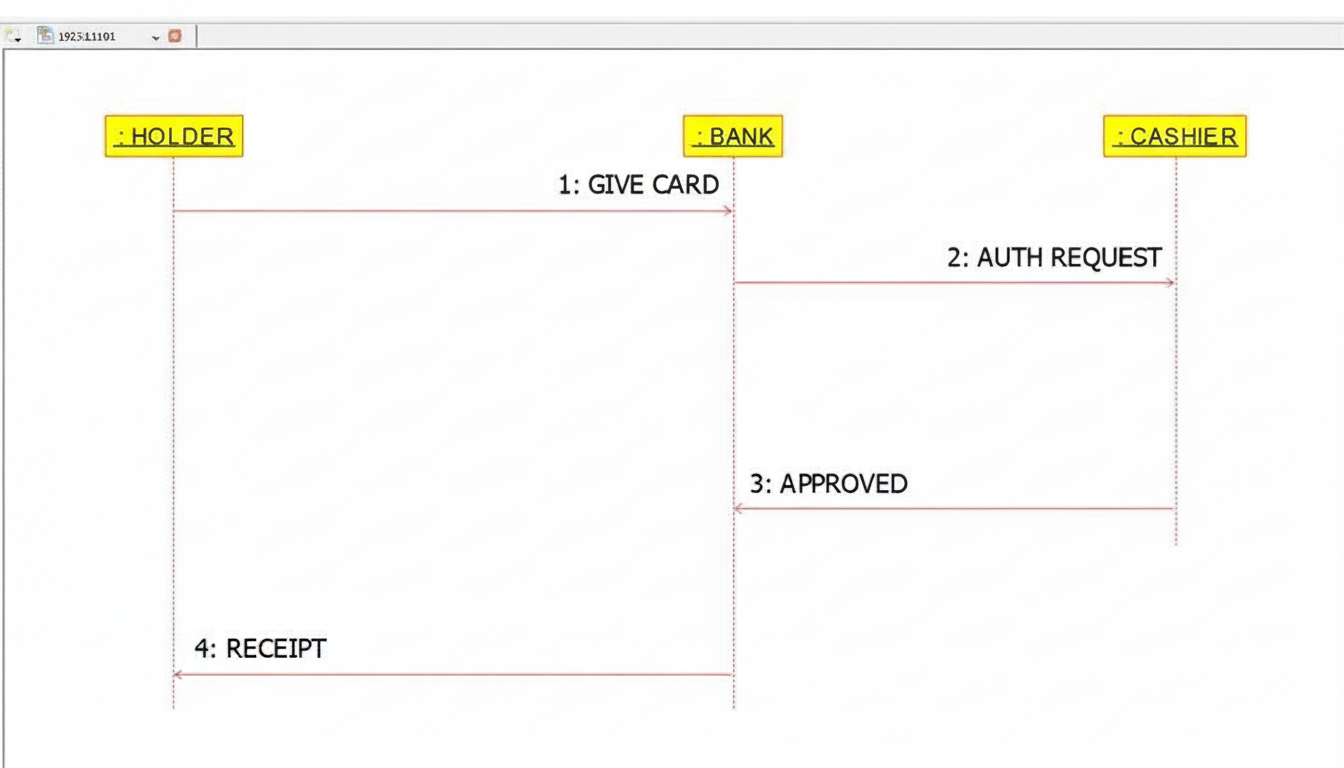 : HOLDER
: BANK
: CASHIER
1: GIVE CARD
2: AUTH REQUEST
3: APPROVED
4: RECEIPT